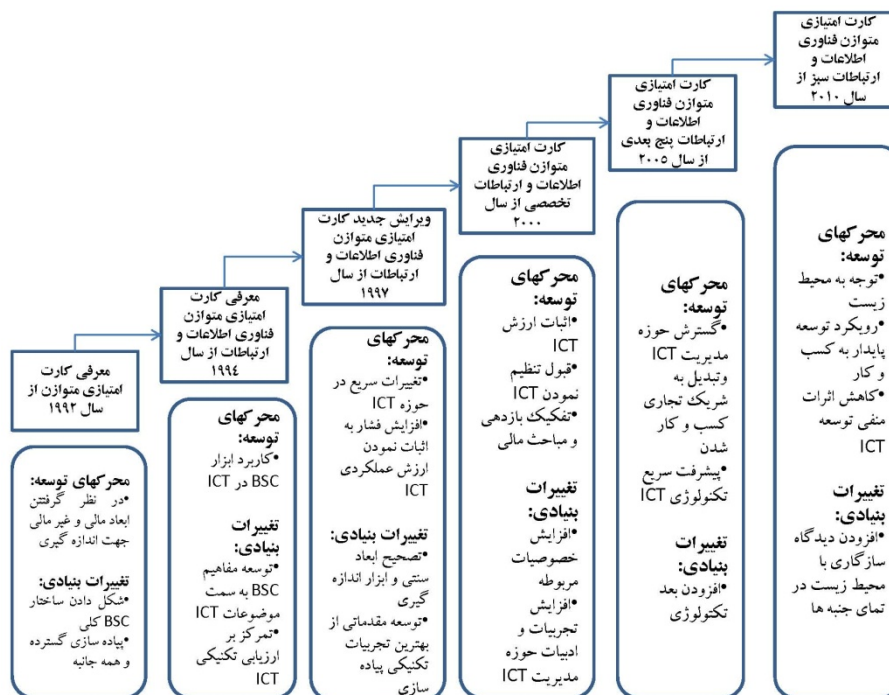 معرفی کارت
امتیازی متوازن از
سال ۱۹۹۲
محرکهای توسعه:
•در نظر گرفتتن
ابعاد مالی و غیر مالی
جهت اندازه گیری
تغییرات بنیادی:
•شکل دادن ساختار
کلی BSC
•پیاده سازی گسترده
و همه جانبه
معرفی کارت
امتیازی متوازن
فناوری اطلاعات و
ارتباطات از سال
۱۹۹۴
محرکهای
توسعه:
•کاربرد ابزار
BSC در ICT
تغییرات
بنیادی:
•توسعه مفاهیم
BSC به سمت
موضوعات ICT
•تمرکز بر
ارزیابی تکنیکی
ICT
ویرایش جدید کارت
امتیازی متوازن
فناوری اطلاعات و
ارتباطات از سال
۱۹۹۷
محرکهای
توسعه:
•تغییرات سریع در
حوزه ICT
•افزایش فشار به
اثبات نمودن
ارزش عملکردی
ICT
تغییرات بنیادی:
•تصحیح ابعاد
سنتی و ابزار اندازه
گیری
•توسعه مقدماتی از
بهترین تجربیات
تکنیکی پیاده
سازی
کارت امتیازی
متوازن فناوری
اطلاعات و ارتباطات
تخصصی از سال
۲۰۰۰
محرکهای
توسعه:
•اثبات ارزش
ICT
•قبول تنظیم
نمودن ICT
•تفکیک بازدهی
و مباحث مالی
تغییرات
بنیادی:
•افزایش
خصوصیات
مربوطه
•افزایش
تجربیات و
ادبیات حوزه
مدیریت ICT
کارت امتیازی
متوازن فناوری
اطلاعات و
ارتباطات پنج بعدی
از سال ۲۰۰۵
محرکهای
توسعه:
•گسترش حوزه
مدیریت ICT
وتبدیل به
شریک تجاری
کسب و کار
شدن
•پیشرفت سریع
تکنولوژی ICT
تغییرات
بنیادی:
•افزودن بعد
تکنولوژی
کارت امتیازی
متوازن فناوری
اطلاعات و
ارتباطات سبز از
سال ۲۰۱۰
محرکهای
توسعه:
•توجه به محیط
زیست
•رویکرد توسعه
پایدار به کسب
و کار
•کاهش اثرات
منفی توسعه
ICT
تغییرات
بنیادی:
•افزودن دیدگاه
سازگاری با
محیط زیست در
تمای جنبه ها